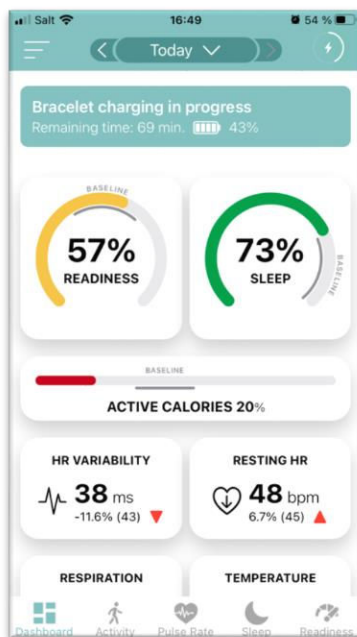 Salt 16:49 54 %
Today
Bracelet charging in progress
Remaining time: 69 min. 43%
BASELINE
57%
READINESS
BASELINE
73%
SLEEP
BASELINE
ACTIVE CALORIES 20%
HR VARIABILITY
38 ms
-11.6% (43)
RESTING HR
48 bpm
6.7% (45)
RESPIRATION TEMPERATURE
Dashboard Activity Pulse Rate Sleep Readiness